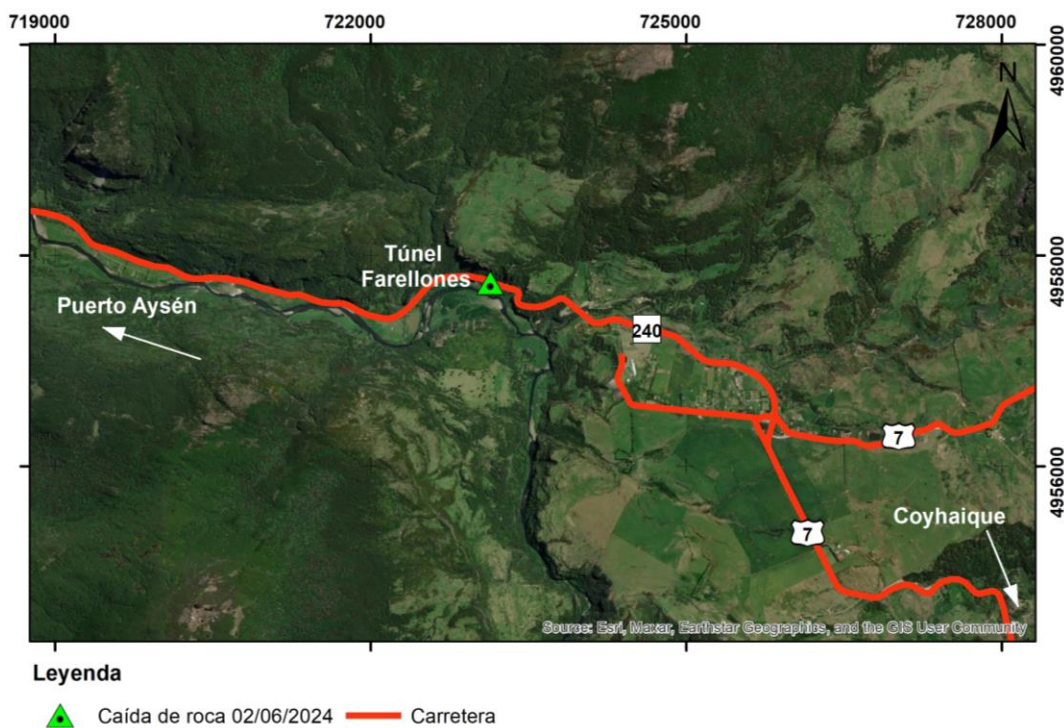 719000
722000
725000
728000
4960000
N
Túnel
Farellones
4958000
Puerto Aysén
240
7
4956000
Coyhaique
7
Source: Esri, Maxar, Earthstar Geographics, and the GIS User Community
Leyenda
Caída de roca 02/06/2024
Carretera